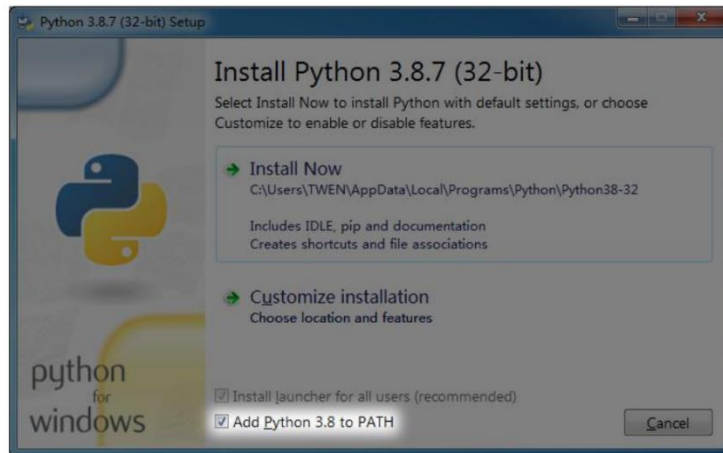 Python 3.8.7 (32-bit) Setup
Install Python 3.8.7 (32-bit)
Select Install Now to install Python with default settings, or choose
Customize to enable or disable features.
Install Now
C:\Users\TWEN\AppData\Local\Programs\Python\Python38-32
Includes IDLE, pip and documentation
Creates shortcuts and file associations
Customize installation
Choose location and features
python
for
windows
Install launcher for all users (recommended)
Add Python 3.8 to PATH
Cancel